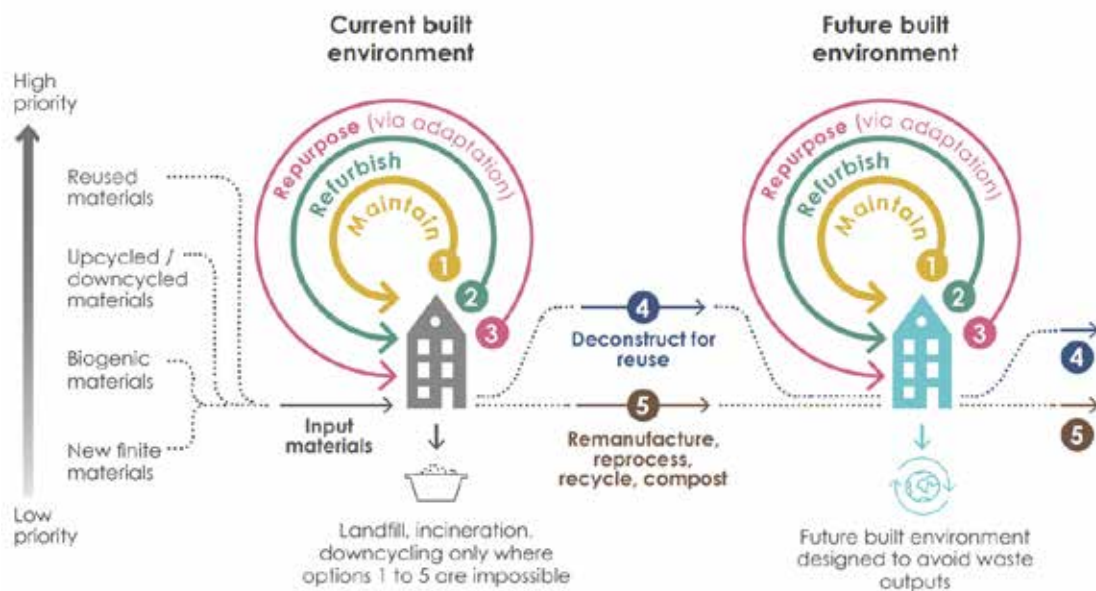 Current built
environment
Future built
environment
High
priority
Reused
materials
Upcycled /
downcycled
materials
Biogenic
materials
New finite
materials
Low
priority
Input
materials
Repurpose (via adaptation)
Refurbish
Maintain
1
2
3
4
Deconstruct for
reuse
5
Remanufacture,
reprocess,
recycle, compost
Landfill, incineration,
downcycling only where
options 1 to 5 are impossible
Repurpose (via adaptation)
Refurbish
Maintain
1
2
3
4
5
Future built environment
designed to avoid waste
outputs